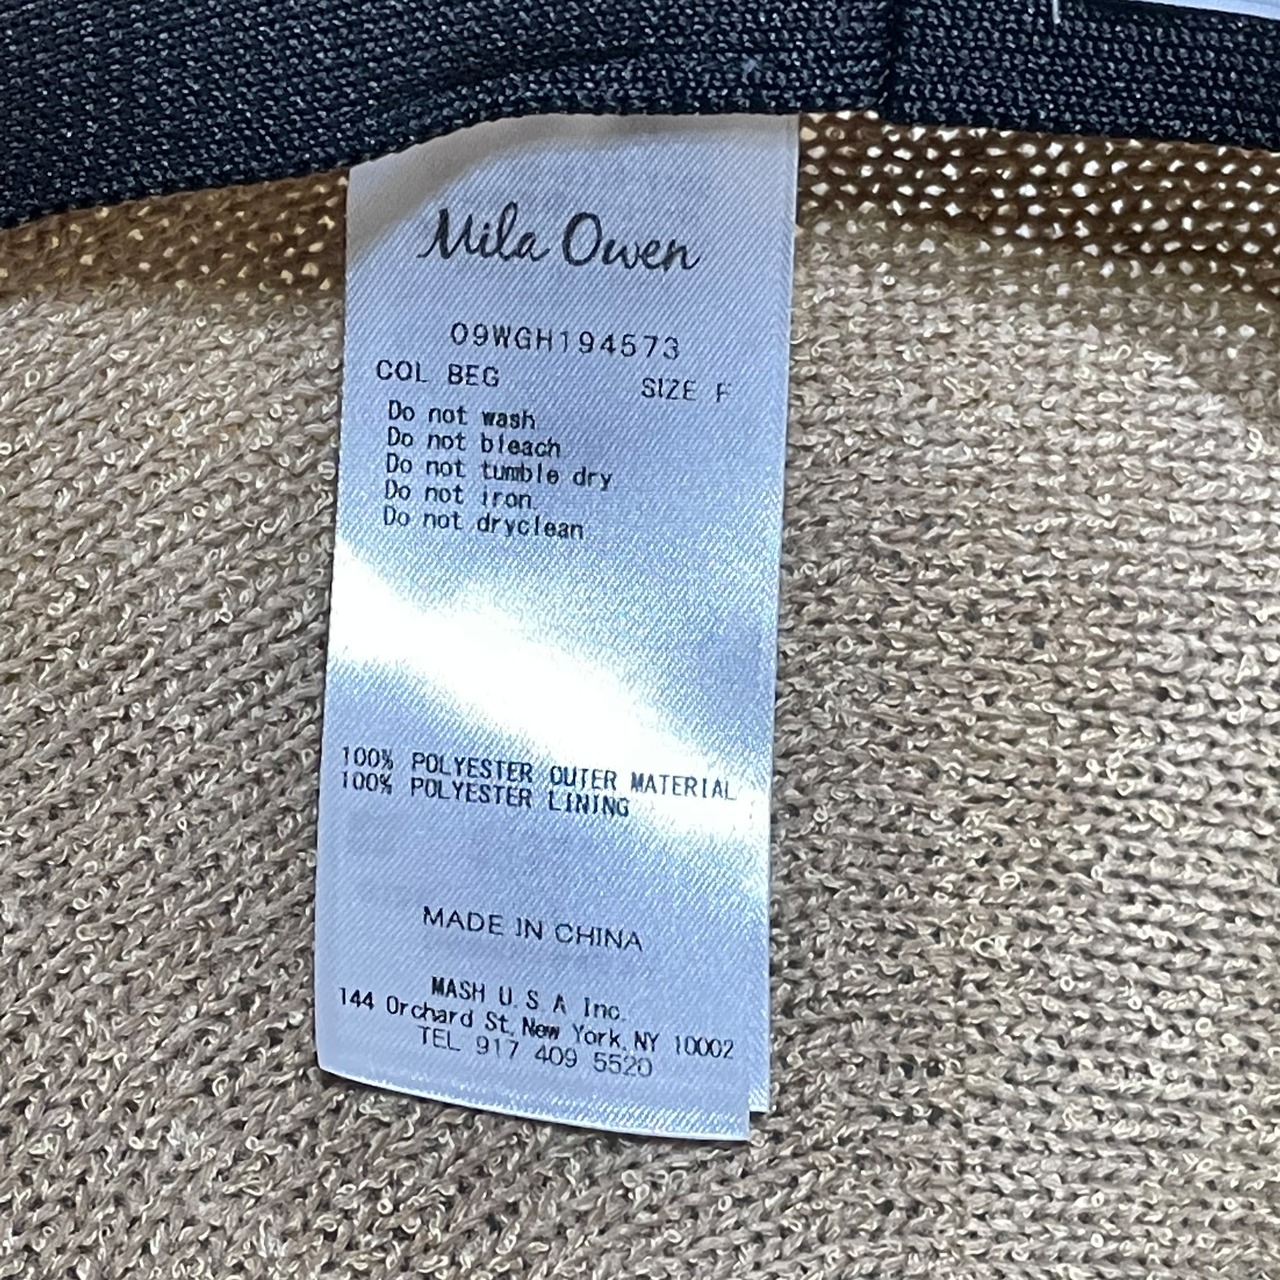 Mila Owen
09WGH194573
COL BEG SIZE F
Do not wash
Do not bleach
Do not tumble dry
Do not iron
Do not dryclean
100% POLYESTER OUTER MATERIAL
100% POLYESTER LINING
MADE IN CHINA
MASH U.S.A Inc.
144 Orchard St. New York, NY 10002
TEL 917 409 5520